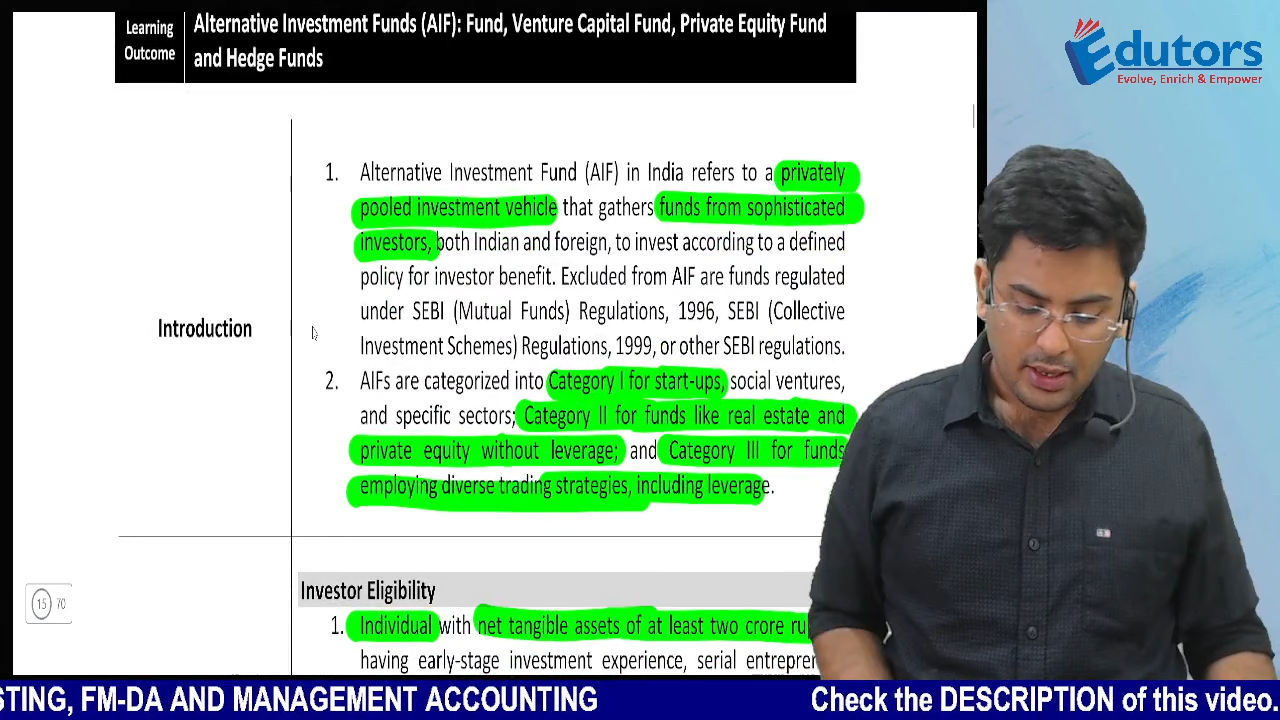 Learning
Outcome
Alternative Investment Funds (AIF): Fund, Venture Capital Fund, Private Equity Fund
and Hedge Funds
Edutors
Evolve, Enrich & Empower
Introduction
1. Alternative Investment Fund (AIF) in India refers to a privately
pooled investment vehicle that gathers funds from sophisticated
investors, both Indian and foreign, to invest according to a defined
policy for investor benefit. Excluded from AIF are funds regulated
under SEBI (Mutual Funds) Regulations, 1996, SEBI (Collective
Investment Schemes) Regulations, 1999, or other SEBI regulations.
2. AIFs are categorized into Category I for start-ups, social ventures,
and specific sectors; Category II for funds like real estate and
private equity without leverage; and Category III for funds
employing diverse trading strategies, including leverage.
15 70
Investor Eligibility
1. Individual with net tangible assets of at least two crore
having early-stage investment experience, serial
STING, FM-DA AND MANAGEMENT ACCOUNTING
Check the DESCRIPTION of this video.